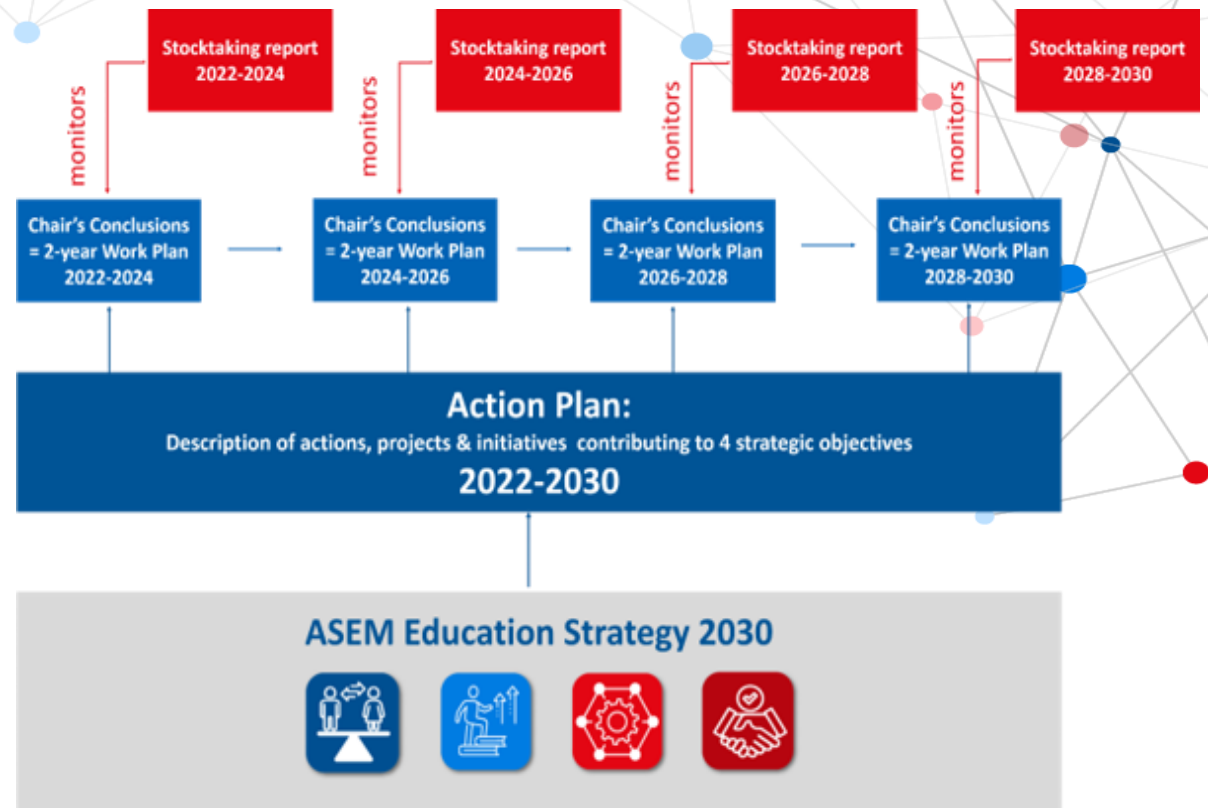 Stocktaking report
2022-2024
Stocktaking report
2024-2026
Stocktaking report
2026-2028
Stocktaking report
2028-2030
monitors
monitors
monitors
monitors
Chair's Conclusions
= 2-year Work Plan
2022-2024
Chair's Conclusions
= 2-year Work Plan
2024-2026
Chair's Conclusions
= 2-year Work Plan
2026-2028
Chair's Conclusions
= 2-year Work Plan
2028-2030
Action Plan:
Description of actions, projects & initiatives contributing to 4 strategic objectives
2022-2030
ASEM Education Strategy 2030